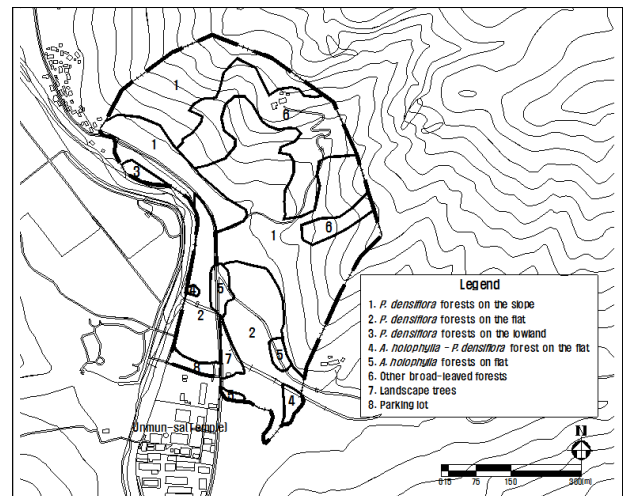 1
6
1
3
1
6
5
2
2
5
7
8
4
Unmun-sa(Temple)
Legend
1. P. densiflora forests on the slope
2. P. densiflora forests on the flat
3. P. densiflora forests on the lowland
4. A. holophylla - P. densiflora forest on the flat
5. A. holophylla forests on flat
6. Other broad-leaved forests
7. Landscape trees
8. Parking lot
N
75
150
300(m)